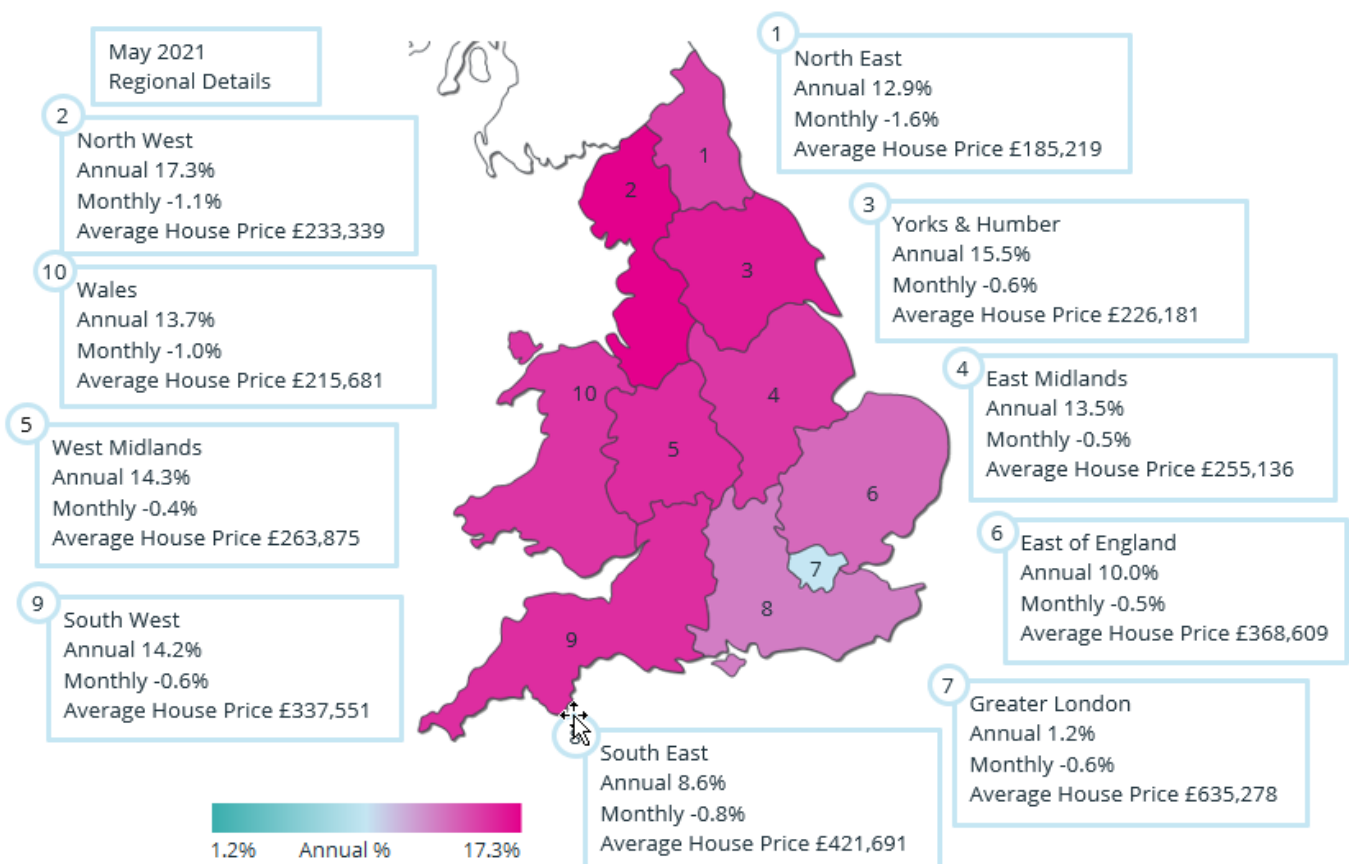 May 2021
Regional Details
1
North East
Annual 12.9%
Monthly -1.6%
Average House Price £185,219
2
North West
Annual 17.3%
Monthly -1.1%
Average House Price £233,339
3
Yorks & Humber
Annual 15.5%
Monthly -0.6%
Average House Price £226,181
10
Wales
Annual 13.7%
Monthly -1.0%
Average House Price £215,681
4
East Midlands
Annual 13.5%
Monthly -0.5%
Average House Price £255,136
5
West Midlands
Annual 14.3%
Monthly -0.4%
Average House Price £263,875
6
East of England
Annual 10.0%
Monthly -0.5%
Average House Price £368,609
9
South West
Annual 14.2%
Monthly -0.6%
Average House Price £337,551
7
Greater London
Annual 1.2%
Monthly -0.6%
Average House Price £635,278
South East
Annual 8.6%
Monthly -0.8%
Average House Price £421,691
1
2
3
10
4
5
6
7
8
9
1.2% Annual % 17.3%